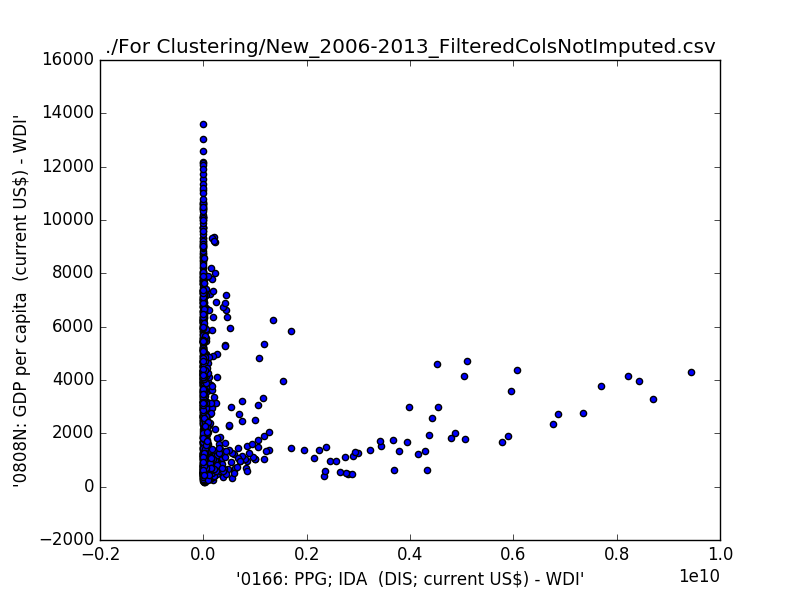 ./For Clustering/New_2006-2013_FilteredColsNotImputed.csv
16000
14000
12000
10000
8000
6000
4000
2000
0
−2000
'0808N: GDP per capita (current US$) - WDI'
−0.2 0.0 0.2 0.4 0.6 0.8 1.0
1e10
'0166: PPG; IDA (DIS; current US$) - WDI'